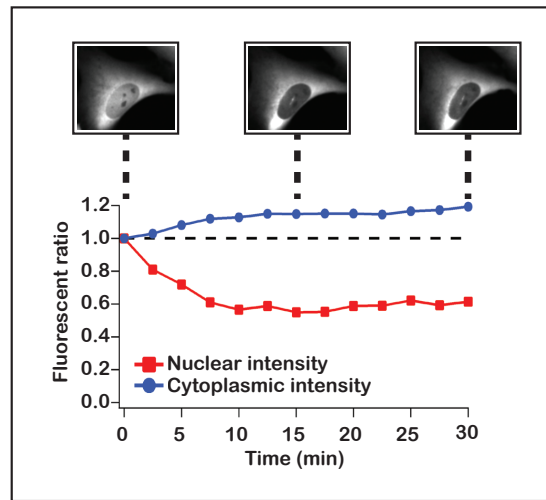 1.2
1.0
0.8
0.6
0.4
0.2
0.0
Fluorescent ratio
Nuclear intensity
Cytoplasmic intensity
0 5 10 15 20 25 30
Time (min)